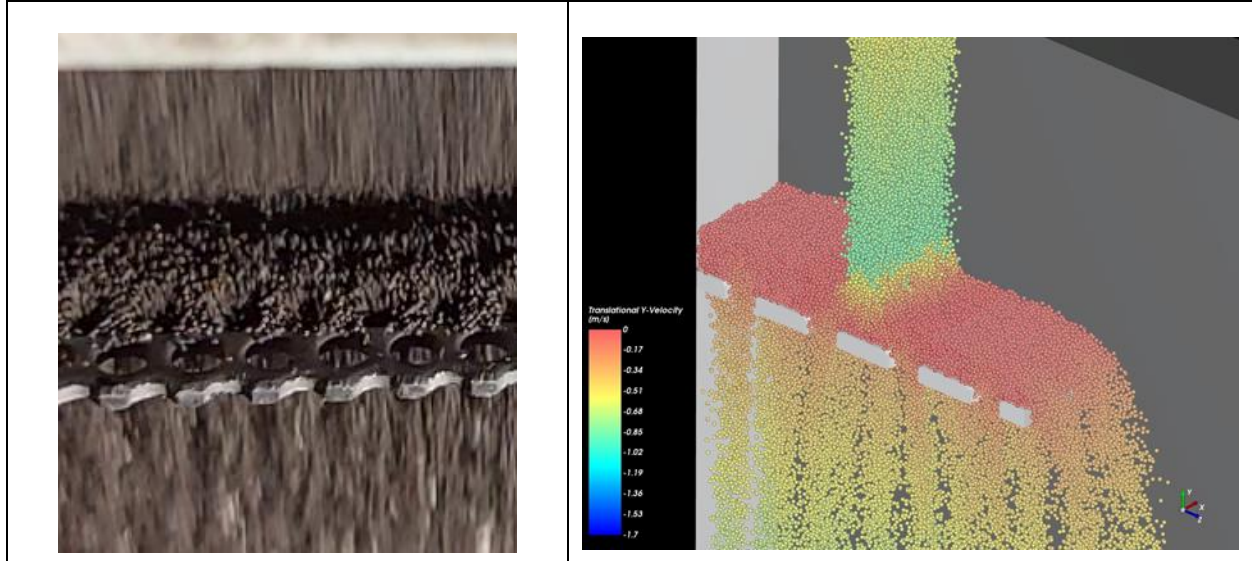 Translational Y-Velocity
(m/s)
0
-0.17
-0.34
-0.51
-0.68
-0.85
-1.02
-1.19
-1.36
-1.53
-1.7
Y
X
Z